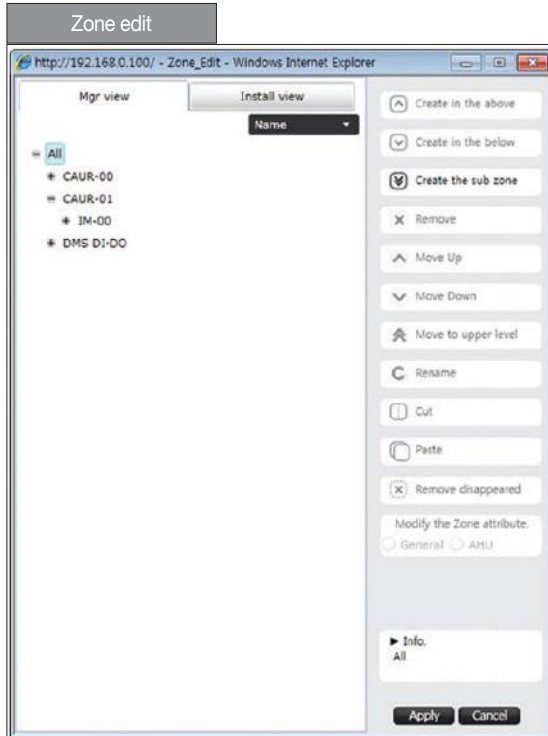 Zone edit
http://192.168.0.100/ - Zone_Edit - Windows Internet Explorer
Mgr view
Install view
Name
All
CAUR-00
CAUR-01
IM-00
DMS DI-DO
Create in the above
Create in the below
Create the sub zone
Remove
Move Up
Move Down
Move to upper level
Rename
Cut
Paste
Remove disappeared
Modify the Zone attribute.
General AHU
Info.
All
Apply Cancel